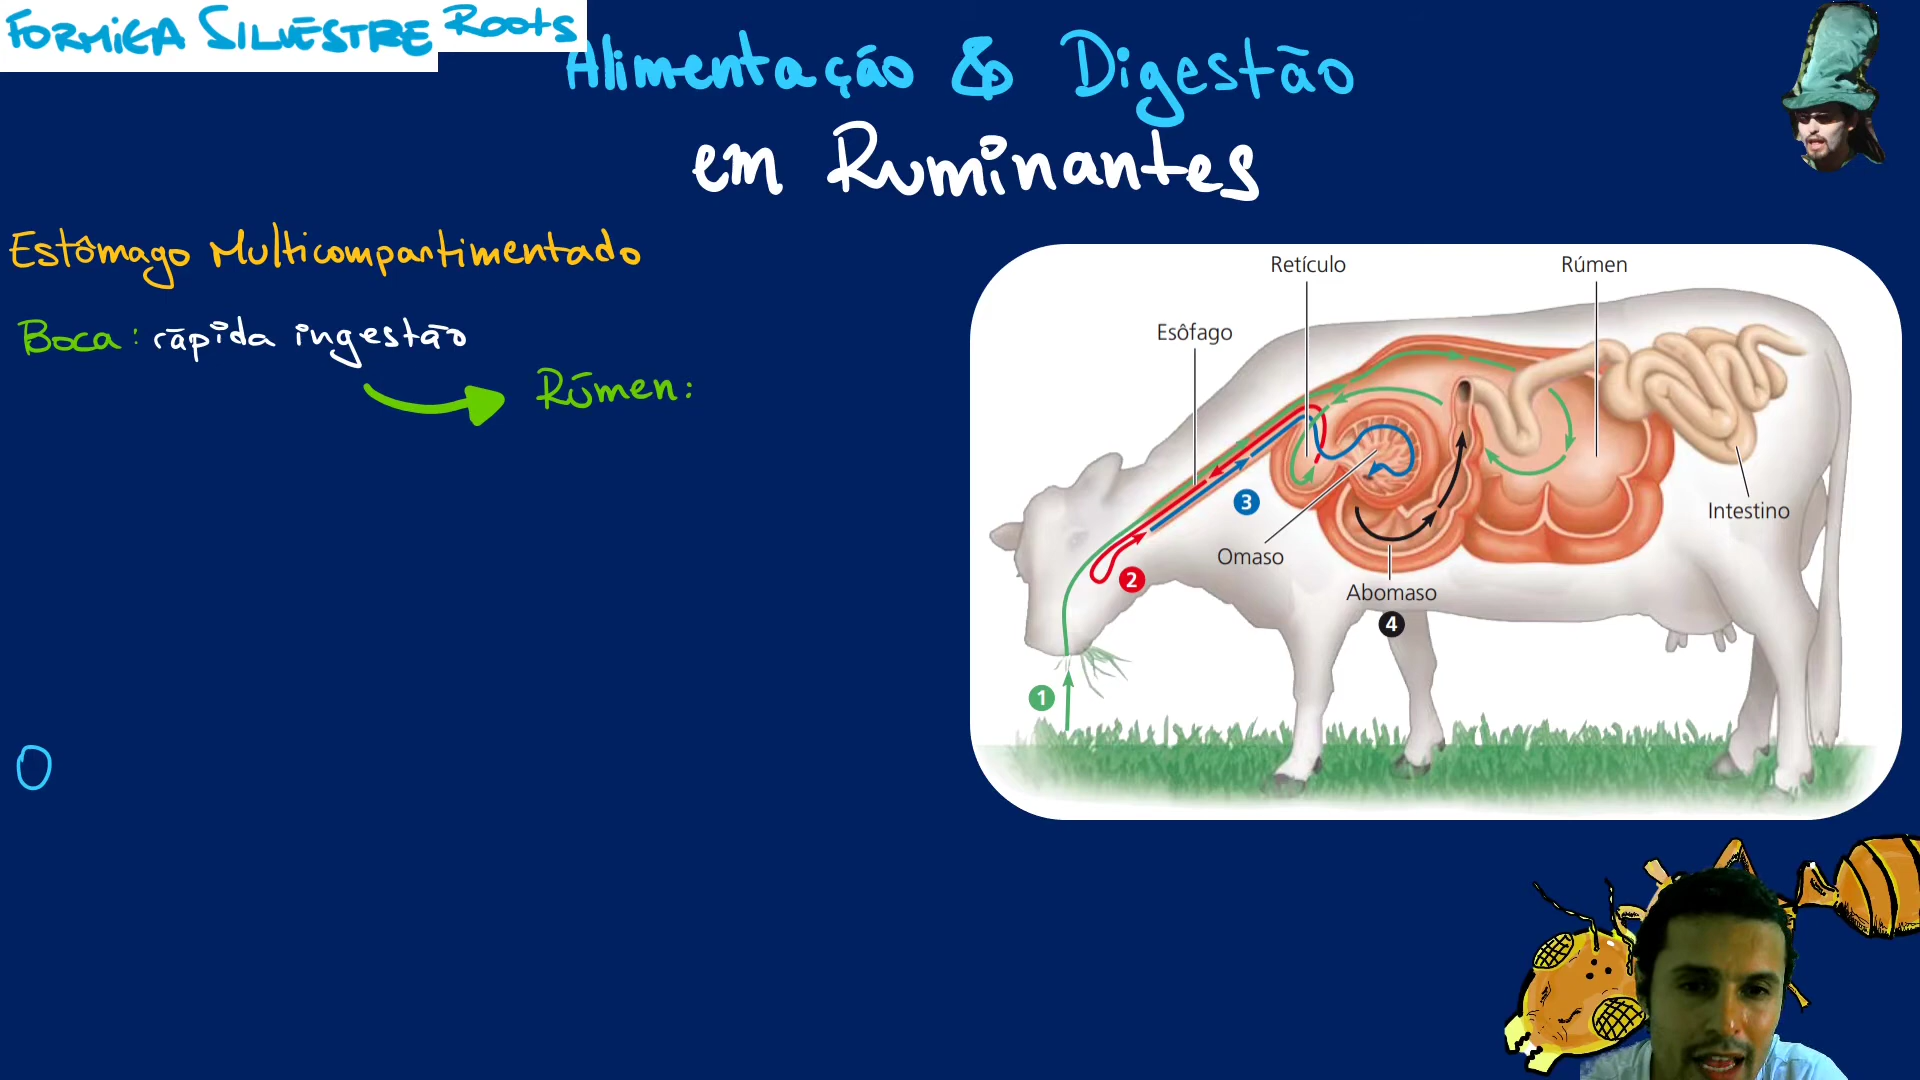 FORMIGA SILVESTRE Roots
Alimentação & Digestão
em Ruminantes
Estômago Multicompartimentado
Boca: rápida ingestão
Rúmen:
O
Retículo
Rúmen
Esôfago
3
Intestino
Omaso
2
Abomaso
4
1